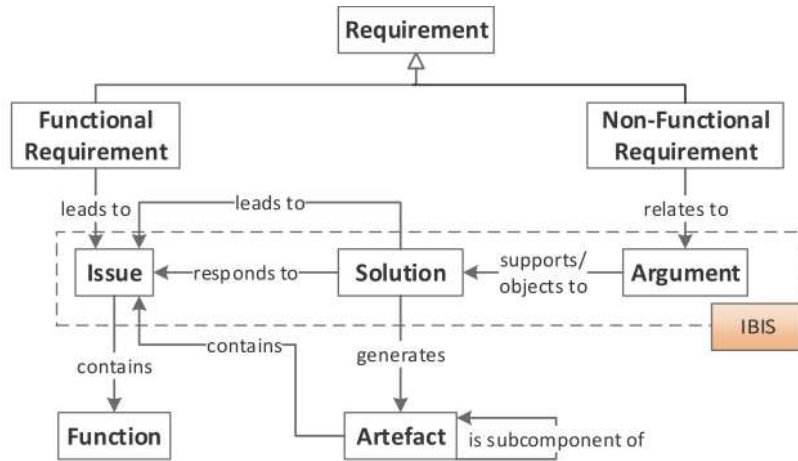 Requirement
Functional
Requirement
Non-Functional
Requirement
leads to
leads to
relates to
Issue
responds to
Solution
supports/
objects to
Argument
IBIS
contains
contains
generates
Function
Artefact
is subcomponent of